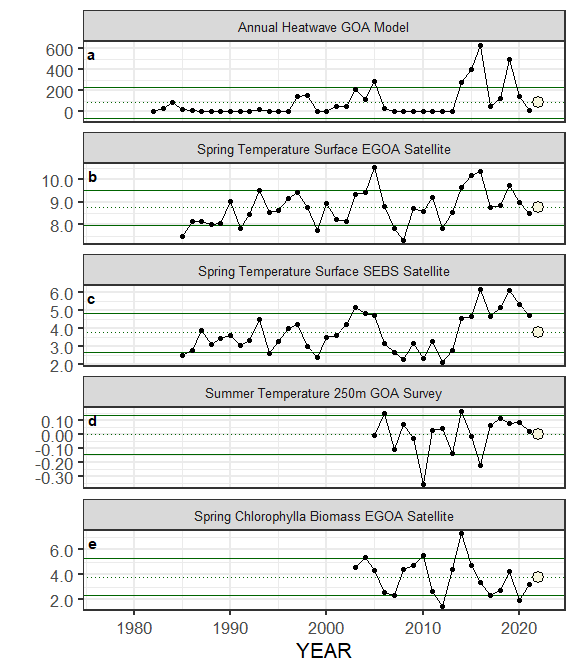 Annual Heatwave GOA Model
a
600
400
200
0
Spring Temperature Surface EGOA Satellite
b
10.0
9.0
8.0
Spring Temperature Surface SEBS Satellite
c
6.0
5.0
4.0
3.0
2.0
Summer Temperature 250m GOA Survey
d
0.10
0.00
-0.10
-0.20
-0.30
Spring Chlorophylla Biomass EGOA Satellite
e
6.0
4.0
2.0
1980 1990 2000 2010 2020
YEAR